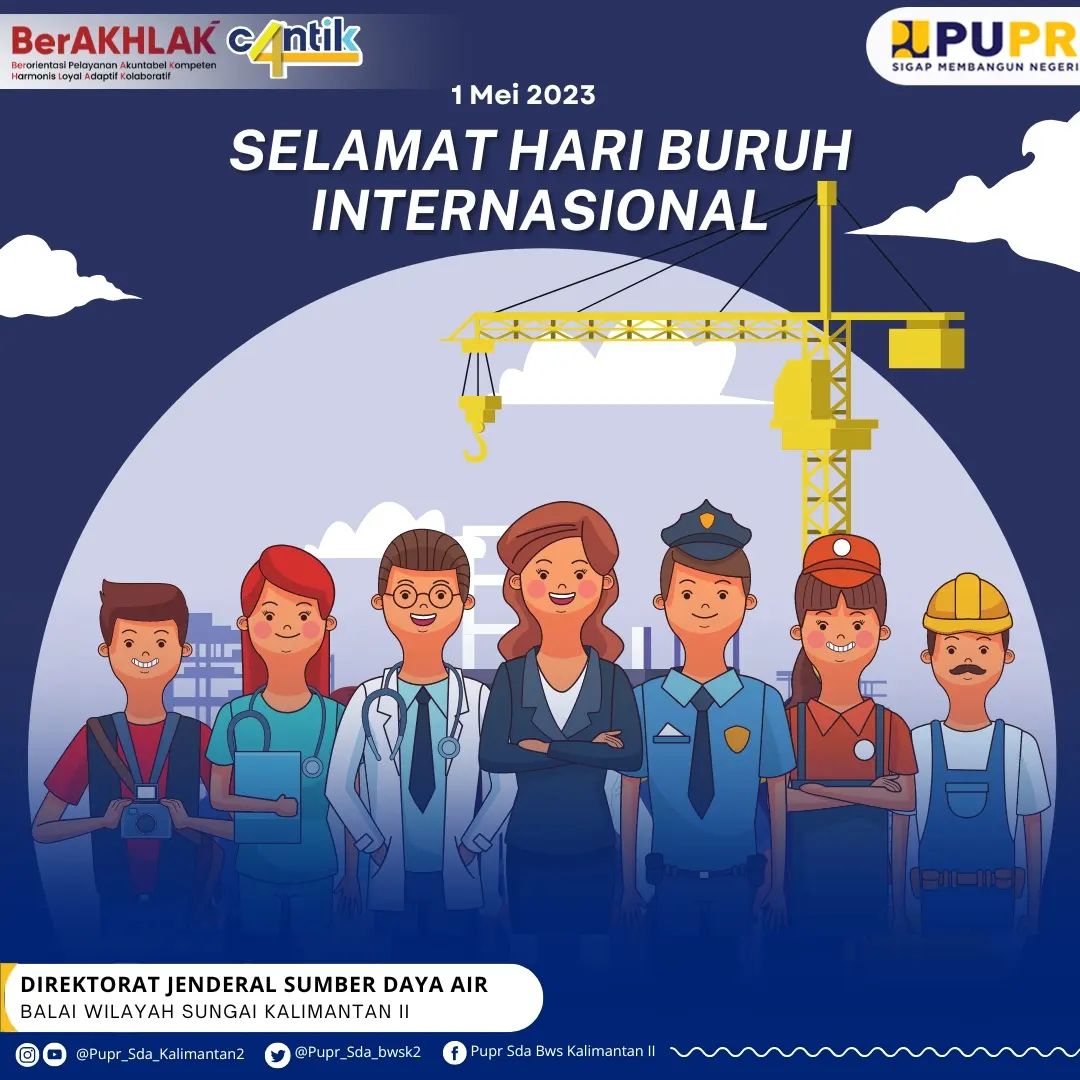 BerAKHLAK
Berorientasi Pelayanan Akuntabel Kompeten
Harmonis Loyal Adaptif Kolaboratif
c4ntik
PUPR
SIGAP MEMBANGUN NEGERI
1 Mei 2023
SELAMAT HARI BURUH
INTERNASIONAL
DIREKTORAT JENDERAL SUMBER DAYA AIR
BALAI WILAYAH SUNGAI KALIMANTAN II
@Pupr_Sda_Kalimantan2 @Pupr_Sda_bwsk2 Pupr Sda Bws Kalimantan II